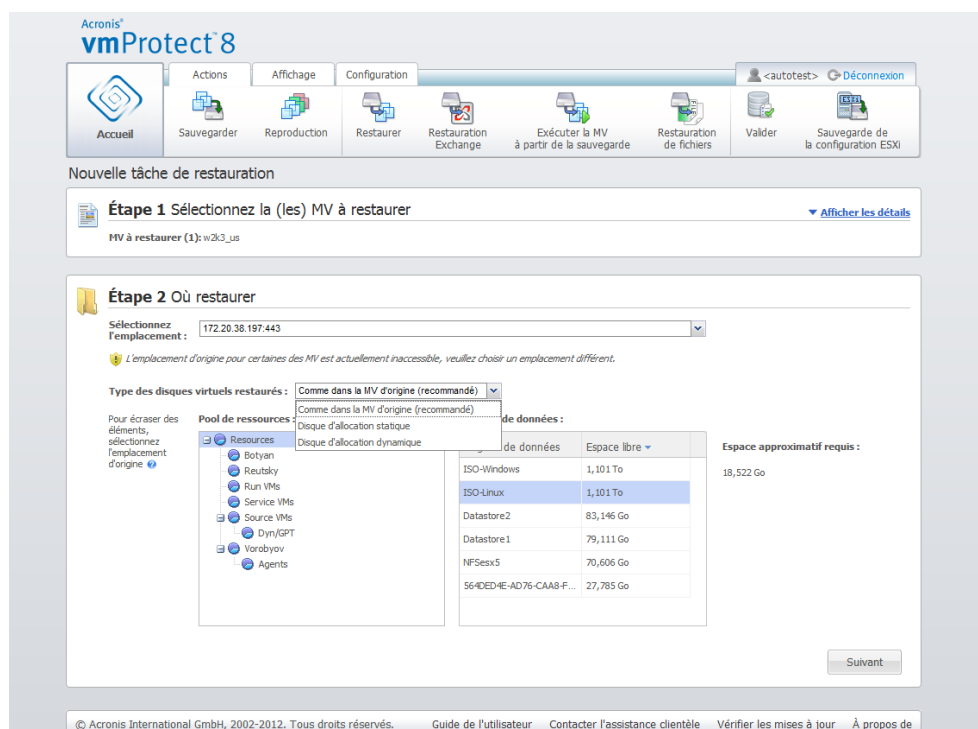 Acronis®
vmProtect™ 8
Actions Affichage Configuration
<autotest> Déconnexion
Accueil
Sauvegarder
Reproduction
Restaurer
Restauration
Exchange
Exécuter la MV
à partir de la sauvegarde
Restauration
de fichiers
Valider
Sauvegarde de
la configuration ESXi
Nouvelle tâche de restauration
Étape 1 Sélectionnez la (les) MV à restaurer
Afficher les détails
MV à restaurer (1): w2k3_us
Étape 2 Où restaurer
Sélectionnez
l'emplacement :
172.20.38.197:443
L'emplacement d'origine pour certaines des MV est actuellement inaccessible, veuillez choisir un emplacement différent.
Type des disques virtuels restaurés : Comme dans la MV d'origine (recommandé)
Comme dans la MV d'origine (recommandé)
Disque d'allocation statique
Disque d'allocation dynamique
Pour écraser des
éléments,
sélectionnez
l'emplacement
d'origine
Pool de ressources :
Resources
Botyan
Reutsky
Run VMs
Service VMs
Source VMs
Dyn/GPT
Vorobyov
Agents
de données :
de données Espace libre
ISO-Windows 1,101 To
ISO-Linux 1,101 To
Datastore2 83,146 Go
Datastore1 79,111 Go
NFSesx5 70,606 Go
564DED4E-AD76-CAA8-F... 27,785 Go
Espace approximatif requis :
18,522 Go
Suivant
© Acronis International GmbH, 2002-2012. Tous droits réservés.
Guide de l'utilisateur Contacter l'assistance clientèle Vérifier les mises à jour À propos de